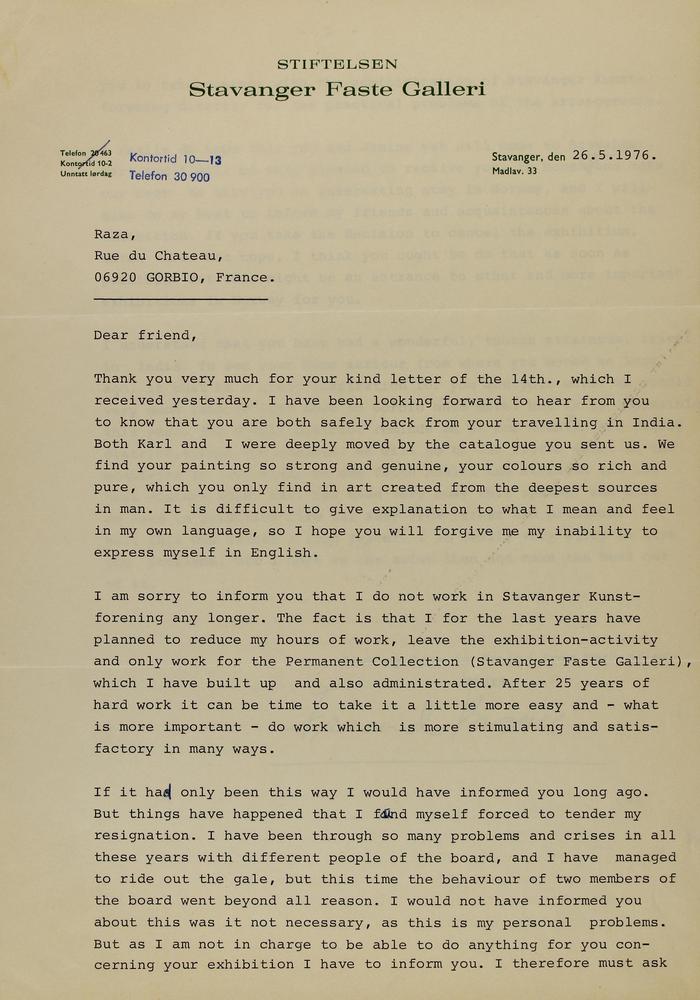 STIFTELSEN
Stavanger Faste Galleri
Telefon 20463
Kontortid 10-2
Unntatt lørdag
Kontortid 10—13
Telefon 30 900
Stavanger, den 26.5.1976.
Madlav. 33
Raza,
Rue du Chateau,
06920 GORBIO, France.
Dear friend,
Thank you very much for your kind letter of the 14th., which I
received yesterday. I have been looking forward to hear from you
to know that you are both safely back from your travelling in India.
Both Karl and I were deeply moved by the catalogue you sent us. We
find your painting so strong and genuine, your colours so rich and
pure, which you only find in art created from the deepest sources
in man. It is difficult to give explanation to what I mean and feel
in my own language, so I hope you will forgive me my inability to
express myself in English.
I am sorry to inform you that I do not work in Stavanger Kunst-
forening any longer. The fact is that I for the last years have
planned to reduce my hours of work, leave the exhibition-activity
and only work for the Permanent Collection (Stavanger Faste Galleri),
which I have built up and also administrated. After 25 years of
hard work it can be time to take it a little more easy and - what
is more important - do work which is more stimulating and satis-
factory in many ways.
If it had only been this way I would have informed you long ago.
But things have happened that I found myself forced to tender my
resignation. I have been through so many problems and crises in all
these years with different people of the board, and I have managed
to ride out the gale, but this time the behaviour of two members of
the board went beyond all reason. I would not have informed you
about this was it not necessary, as this is my personal problems.
But as I am not in charge to be able to do anything for you con-
cerning your exhibition I have to inform you. I therefore must ask